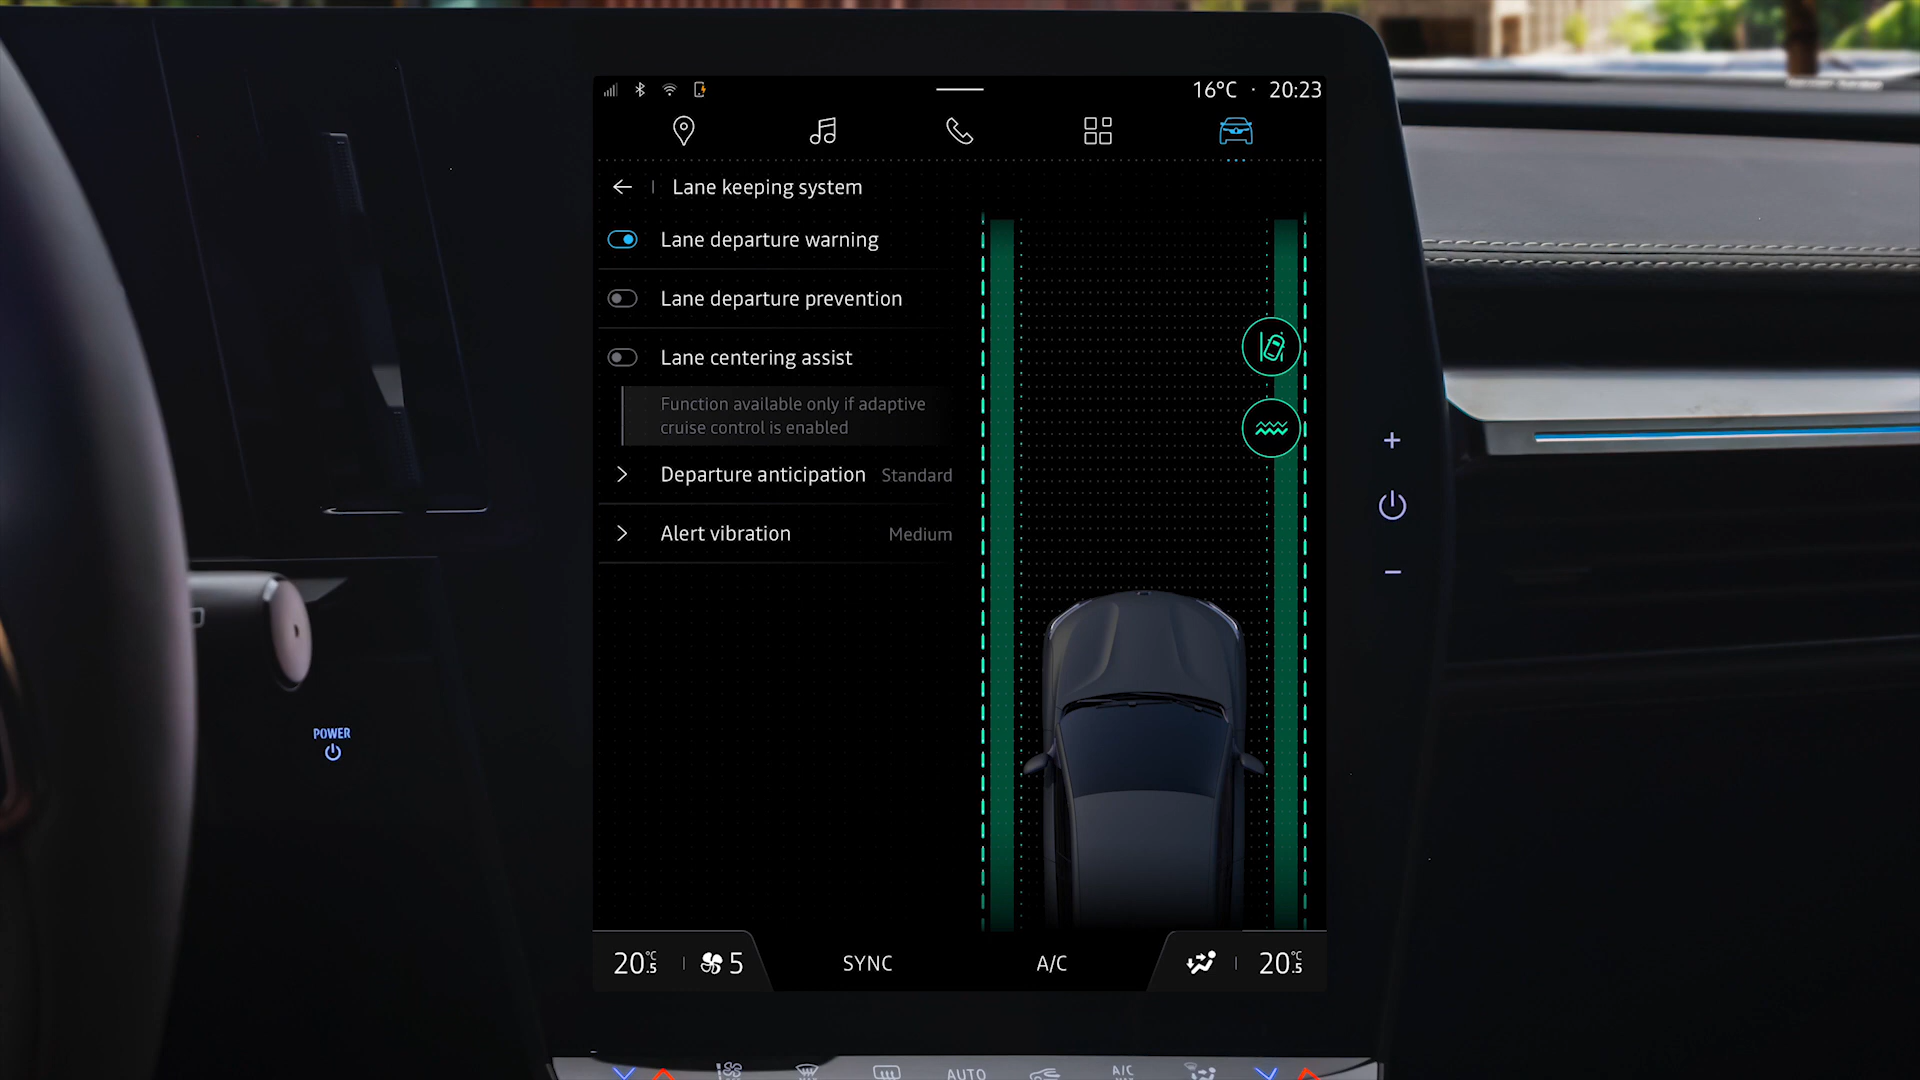 16°C · 20:23
Lane keeping system
Lane departure warning
Lane departure prevention
Lane centering assist
Function available only if adaptive
cruise control is enabled
Departure anticipation Standard
Alert vibration Medium
POWER
20.5°C 5 SYNC A/C 20.5°C
AUTO A/C